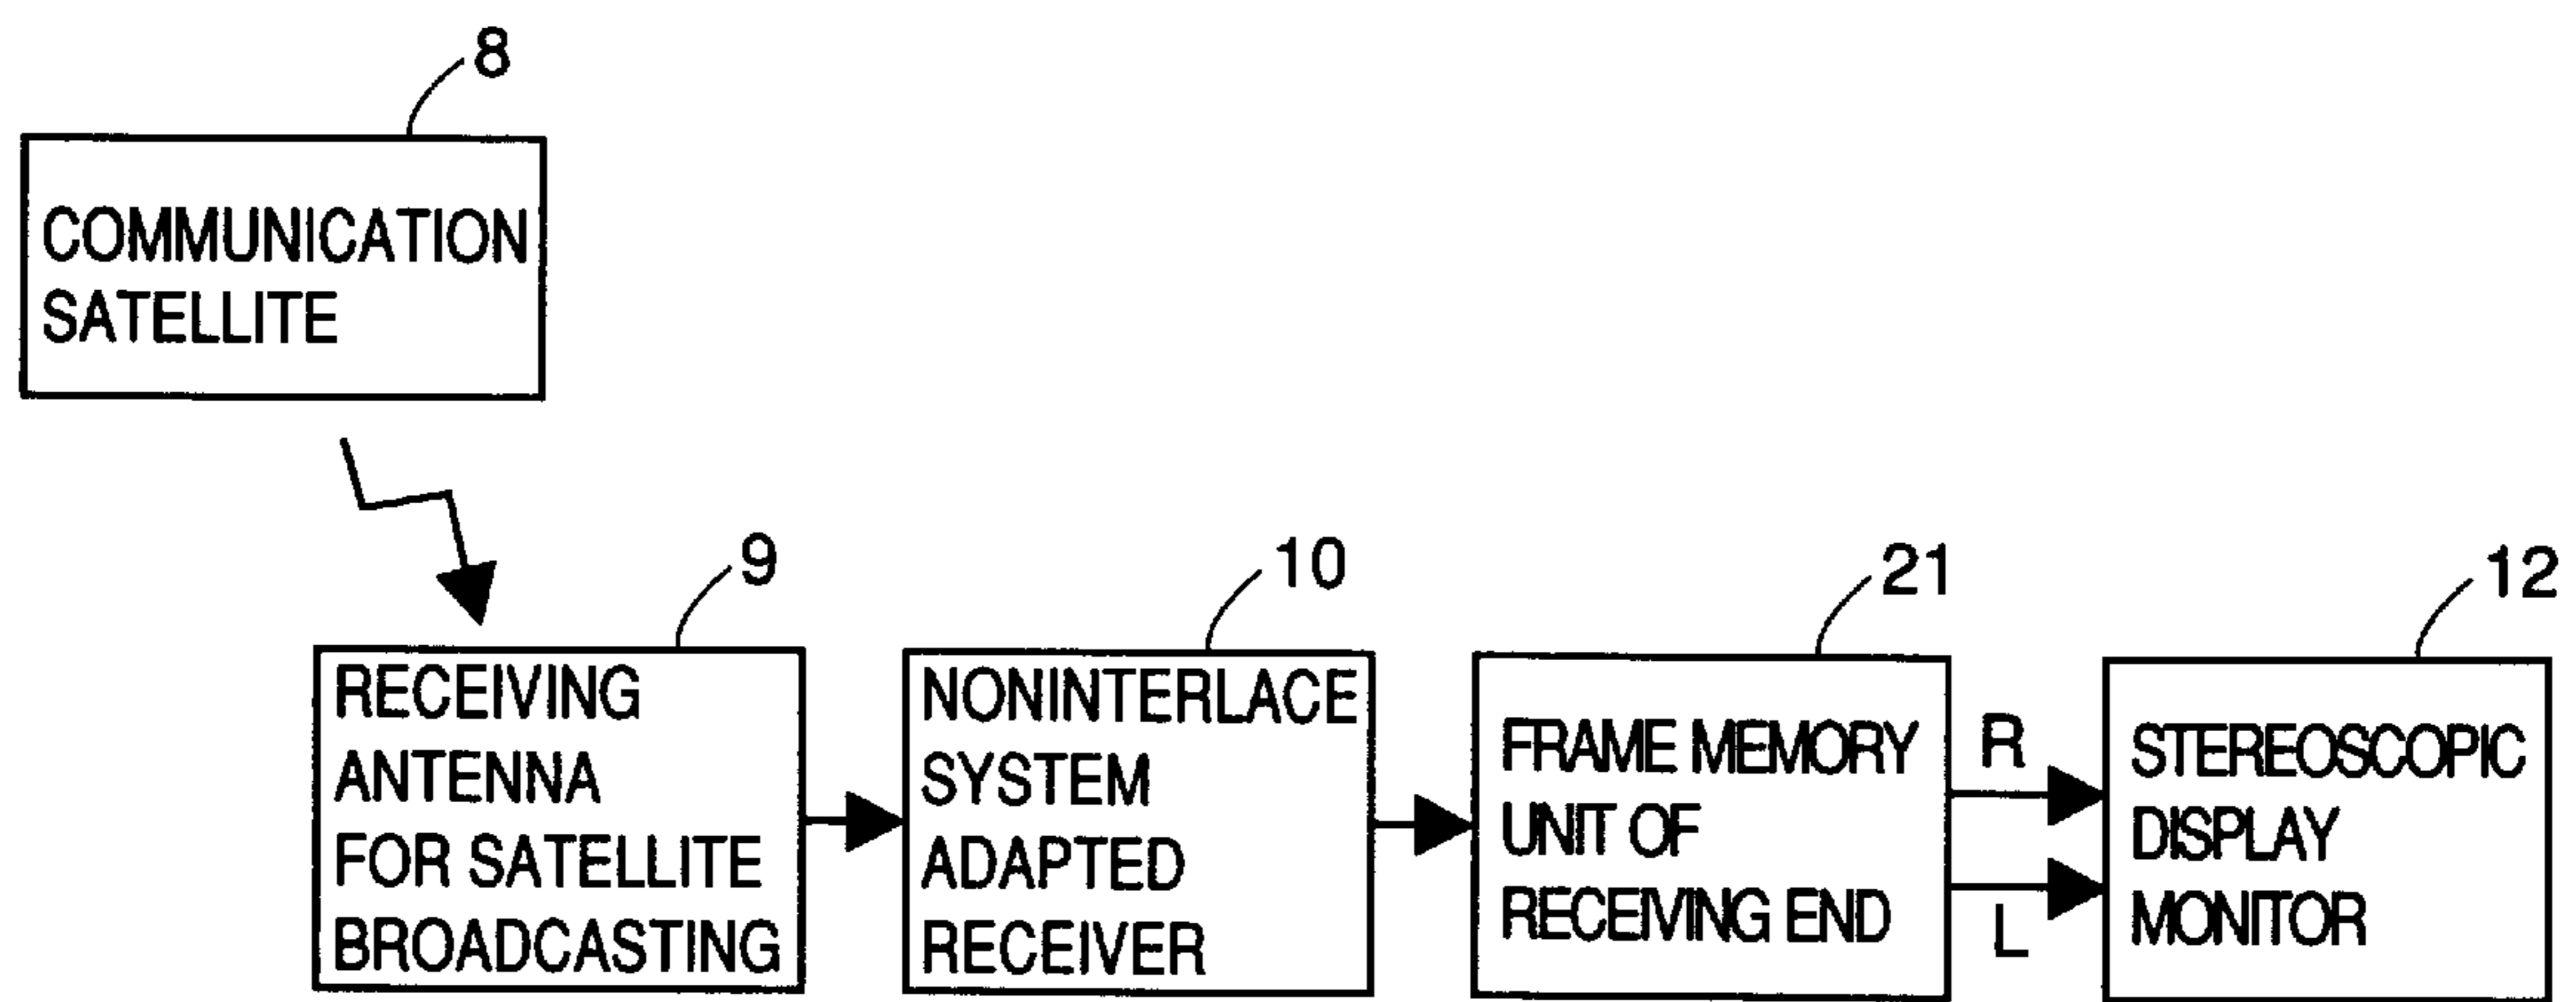 8
COMMUNICATION
SATELLITE
9
RECEIVING
ANTENNA
FOR SATELLITE
BROADCASTING
10
NONINTERLACE
SYSTEM
ADAPTED
RECEIVER
21
FRAME MEMORY
UNIT OF
RECEIVING END
R
L
12
STEREOSCOPIC
DISPLAY
MONITOR